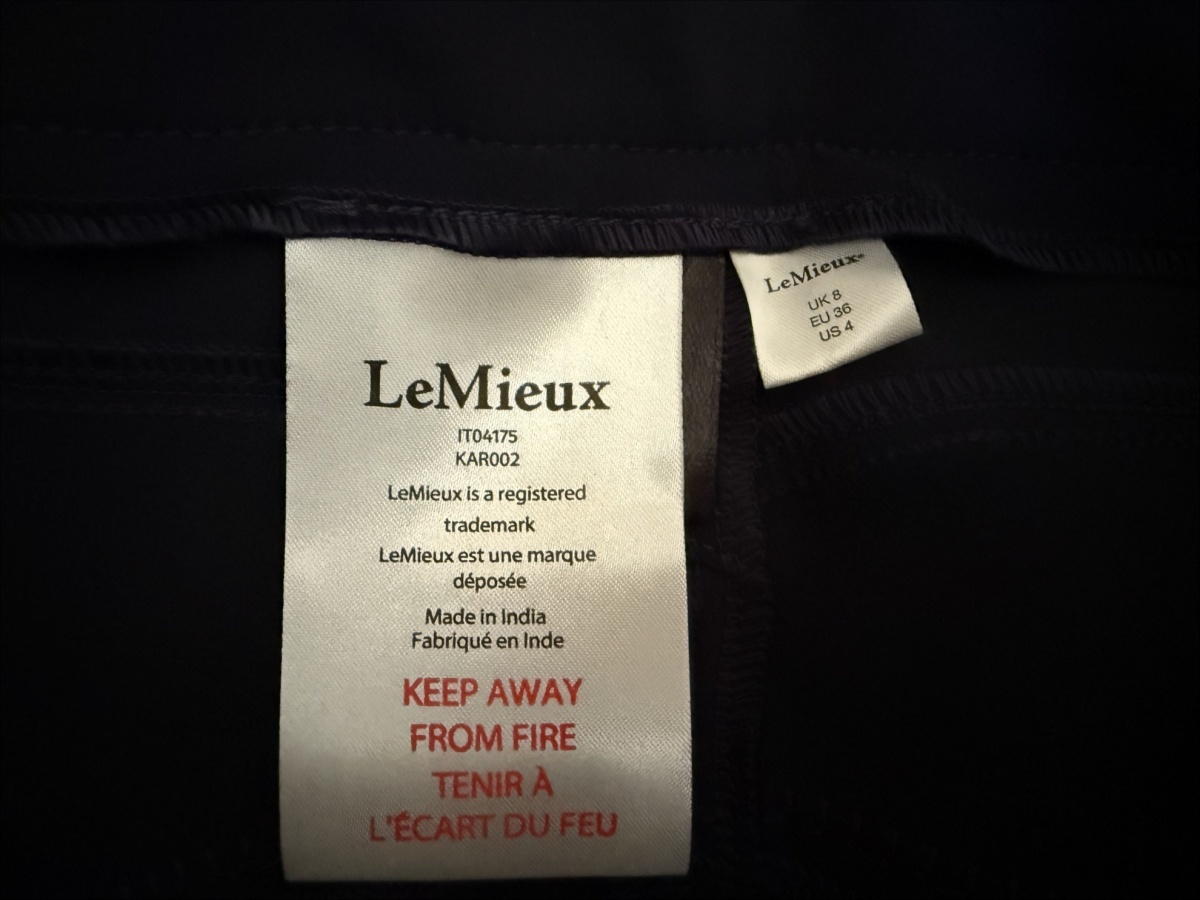 LeMieux
IT04175
KAR002
LeMieux is a registered
trademark
LeMieux est une marque
déposée
Made in India
Fabriqué en Inde
KEEP AWAY
FROM FIRE
TENIR À
L'ÉCART DU FEU
LeMieux®
UK 8
EU 36
US 4